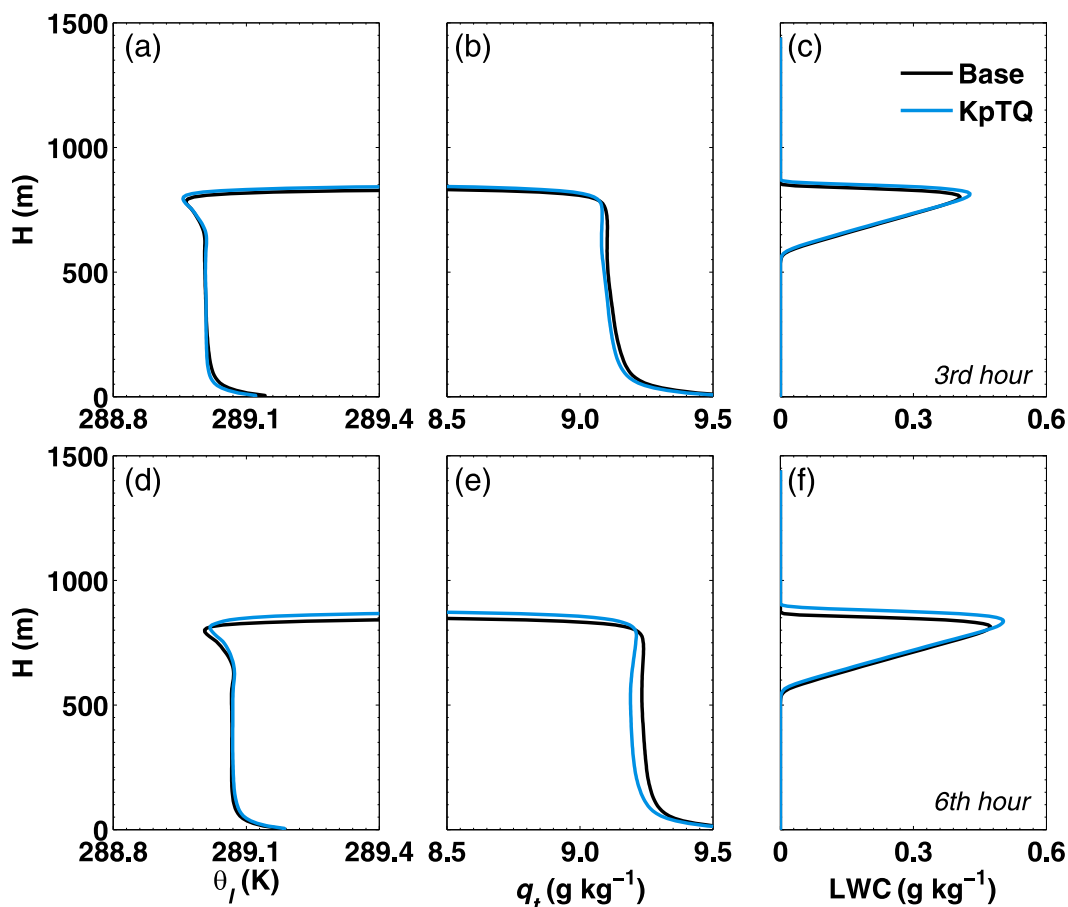 1500
(a)
(b)
(c)
Base
KpTQ
1000
H (m)
500
0
3rd hour
288.8
289.1
289.4
8.5
9.0
9.5
0
0.3
0.6
1500
(d)
(e)
(f)
1000
H (m)
500
0
6th hour
288.8
289.1
289.4
8.5
9.0
9.5
0
0.3
0.6
θl (K)
qt (g kg⁻¹)
LWC (g kg⁻¹)